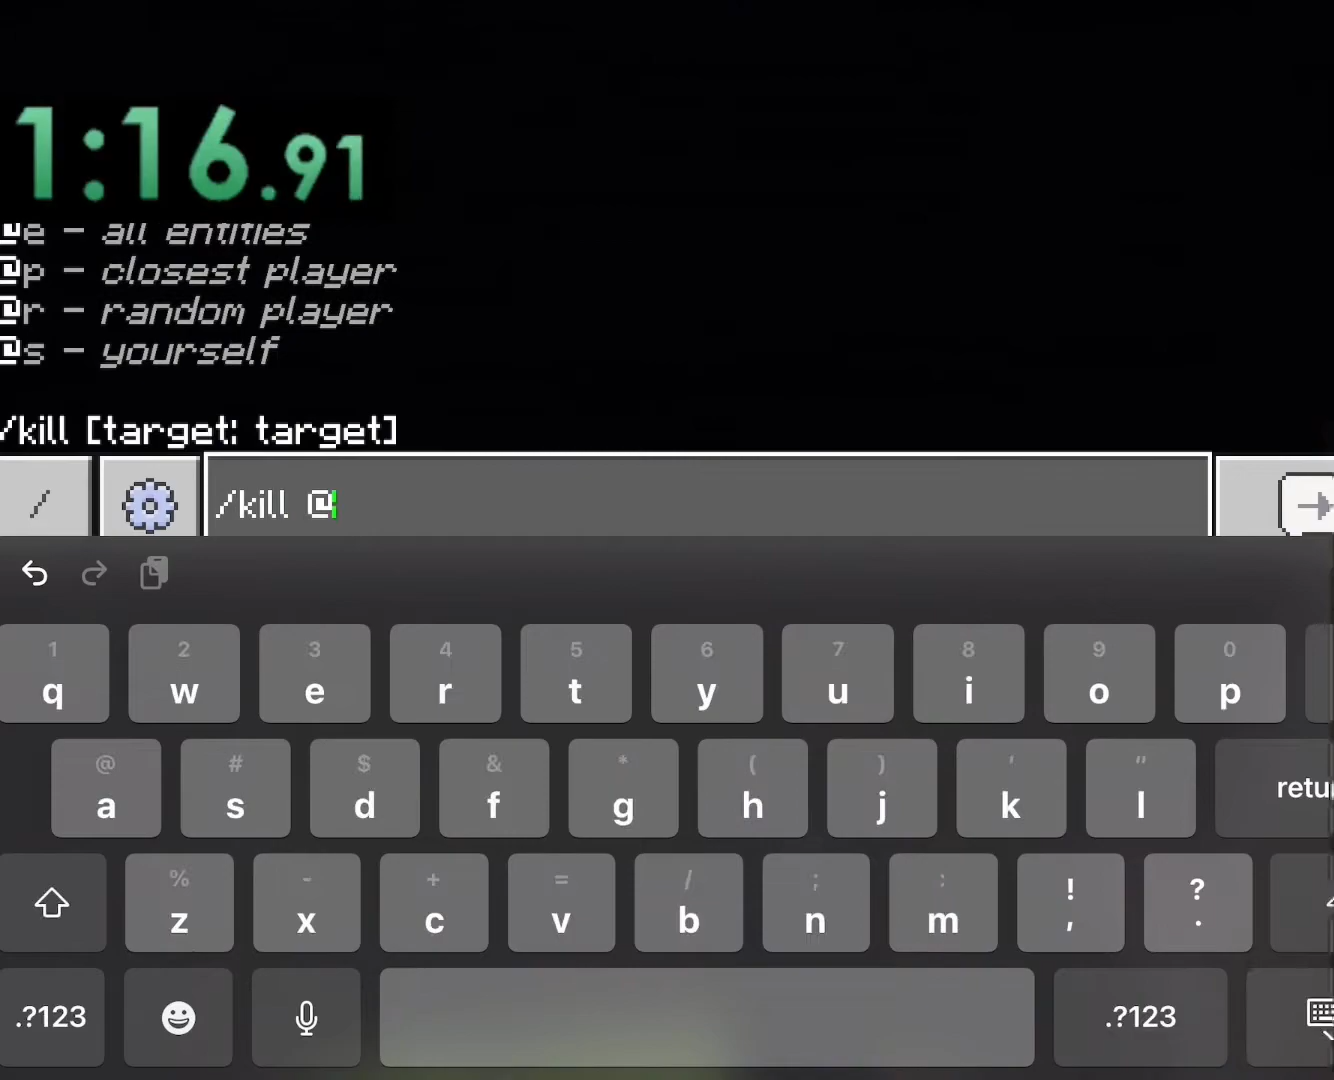 1:16.91
@e - all entities
@p - closest player
@r - random player
@s - yourself
/kill [target: target]
/
/kill @
1 2 3 4 5 6 7 8 9 0
q w e r t y u i o p
@ # $ & * ( ) ' "
a s d f g h j k l
% - + = / ; : ! ?
z x c v b n m , .
.?123 .?123